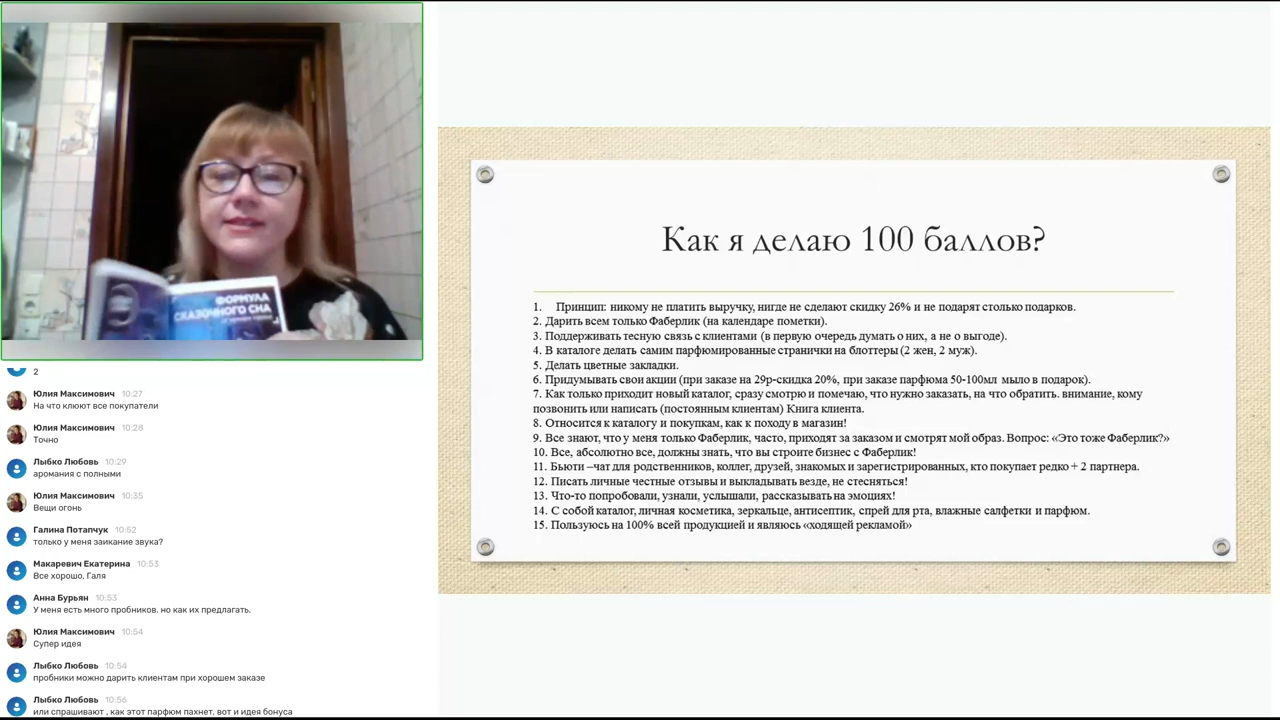 ФОРМУЛА
СКАЗОЧНОГО СНА
2
Юлия Максимович 10:27
На что клюют все покупатели
Юлия Максимович 10:28
Точно
Лыбко Любовь 10:29
аромания с полными
Юлия Максимович 10:35
Вещи огонь
Галина Потапчук 10:52
только у меня заикание звука?
Макаревич Екатерина 10:53
Все хорошо, Галя
Анна Бурьян 10:53
У меня есть много пробников. но как их предлагать.
Юлия Максимович 10:54
Супер идея
Лыбко Любовь 10:54
пробники можно дарить клиентам при хорошем заказе
Лыбко Любовь 10:56
или спрашивают , как этот парфюм пахнет, вот и идея бонуса
Как я делаю 100 баллов?
1. Принцип: никому не платить выручку, нигде не сделают скидку 26% и не подарят столько подарков.
2. Дарить всем только Фаберлик (на календаре пометки).
3. Поддерживать тесную связь с клиентами (в первую очередь думать о них, а не о выгоде).
4. В каталоге делать самим парфюмированные странички на блоттеры (2 жен, 2 муж).
5. Делать цветные закладки.
6. Придумывать свои акции (при заказе на 29р-скидка 20%, при заказе парфюма 50-100мл мыло в подарок).
7. Как только приходит новый каталог, сразу смотрю и помечаю, что нужно заказать, на что обратить. внимание, кому
позвонить или написать (постоянным клиентам) Книга клиента.
8. Относится к каталогу и покупкам, как к походу в магазин!
9. Все знают, что у меня только Фаберлик, часто, приходят за заказом и смотрят мой образ. Вопрос: «Это тоже Фаберлик?»
10. Все, абсолютно все, должны знать, что вы строите бизнес с Фаберлик!
11. Бьюти –чат для родственников, коллег, друзей, знакомых и зарегистрированных, кто покупает редко + 2 партнера.
12. Писать личные честные отзывы и выкладывать везде, не стесняться!
13. Что-то попробовали, узнали, услышали, рассказывать на эмоциях!
14. С собой каталог, личная косметика, зеркальце, антисептик, спрей для рта, влажные салфетки и парфюм.
15. Пользуюсь на 100% всей продукцией и являюсь «ходящей рекламой»